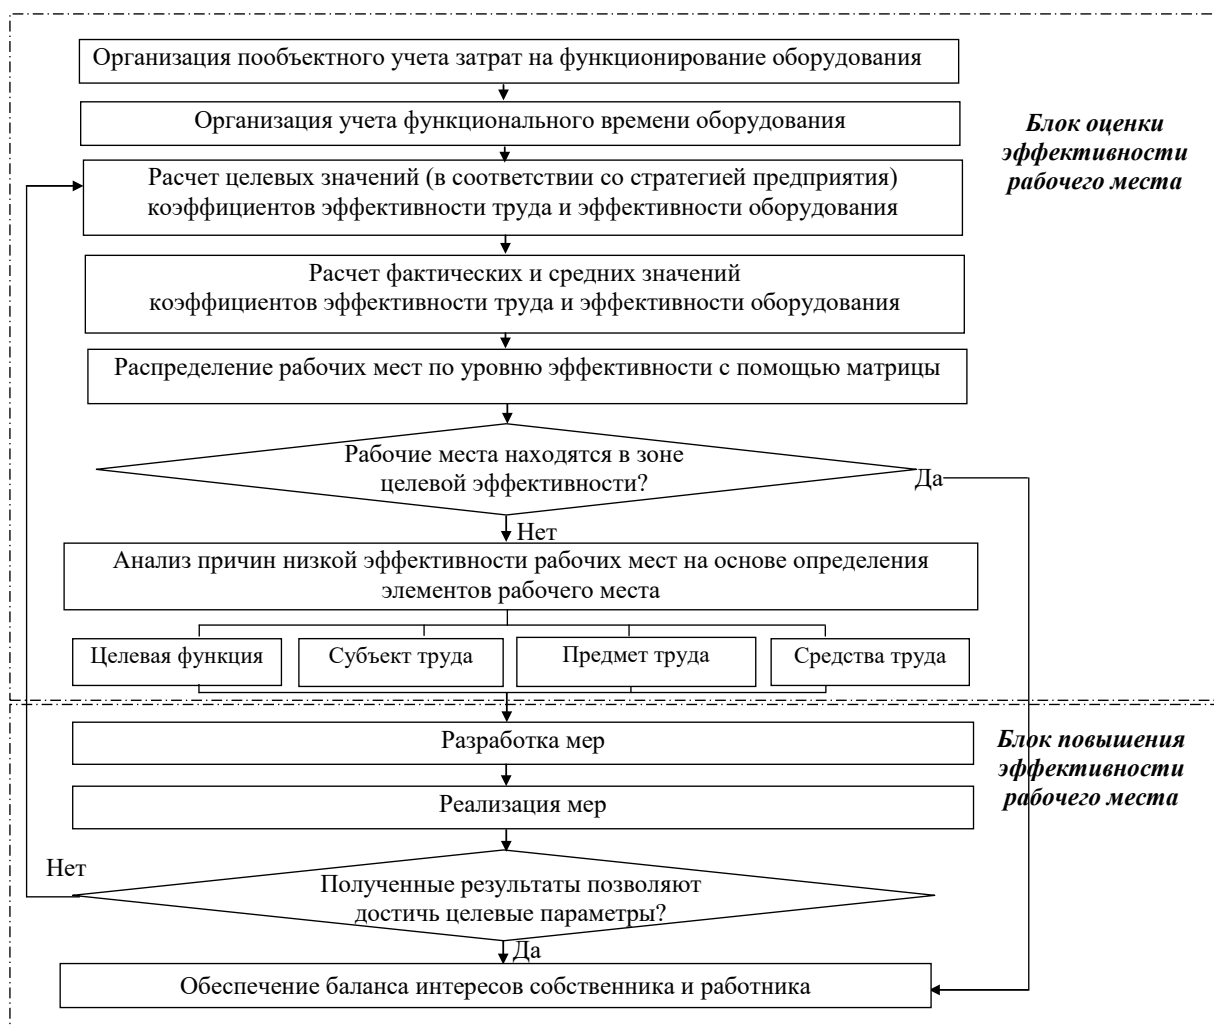 Организация пообъектного учета затрат на функционирование оборудования
Организация учета функционального времени оборудования
Блок оценки
эффективности
рабочего места
Расчет целевых значений (в соответствии со стратегией предприятия)
коэффициентов эффективности труда и эффективности оборудования
Расчет фактических и средних значений
коэффициентов эффективности труда и эффективности оборудования
Распределение рабочих мест по уровню эффективности с помощью матрицы
Рабочие места находятся в зоне
целевой эффективности?
Да
Нет
Анализ причин низкой эффективности рабочих мест на основе определения
элементов рабочего места
Целевая функция
Субъект труда
Предмет труда
Средства труда
Разработка мер
Блок повышения
эффективности
рабочего места
Реализация мер
Нет
Полученные результаты позволяют
достичь целевые параметры?
Да
Обеспечение баланса интересов собственника и работника